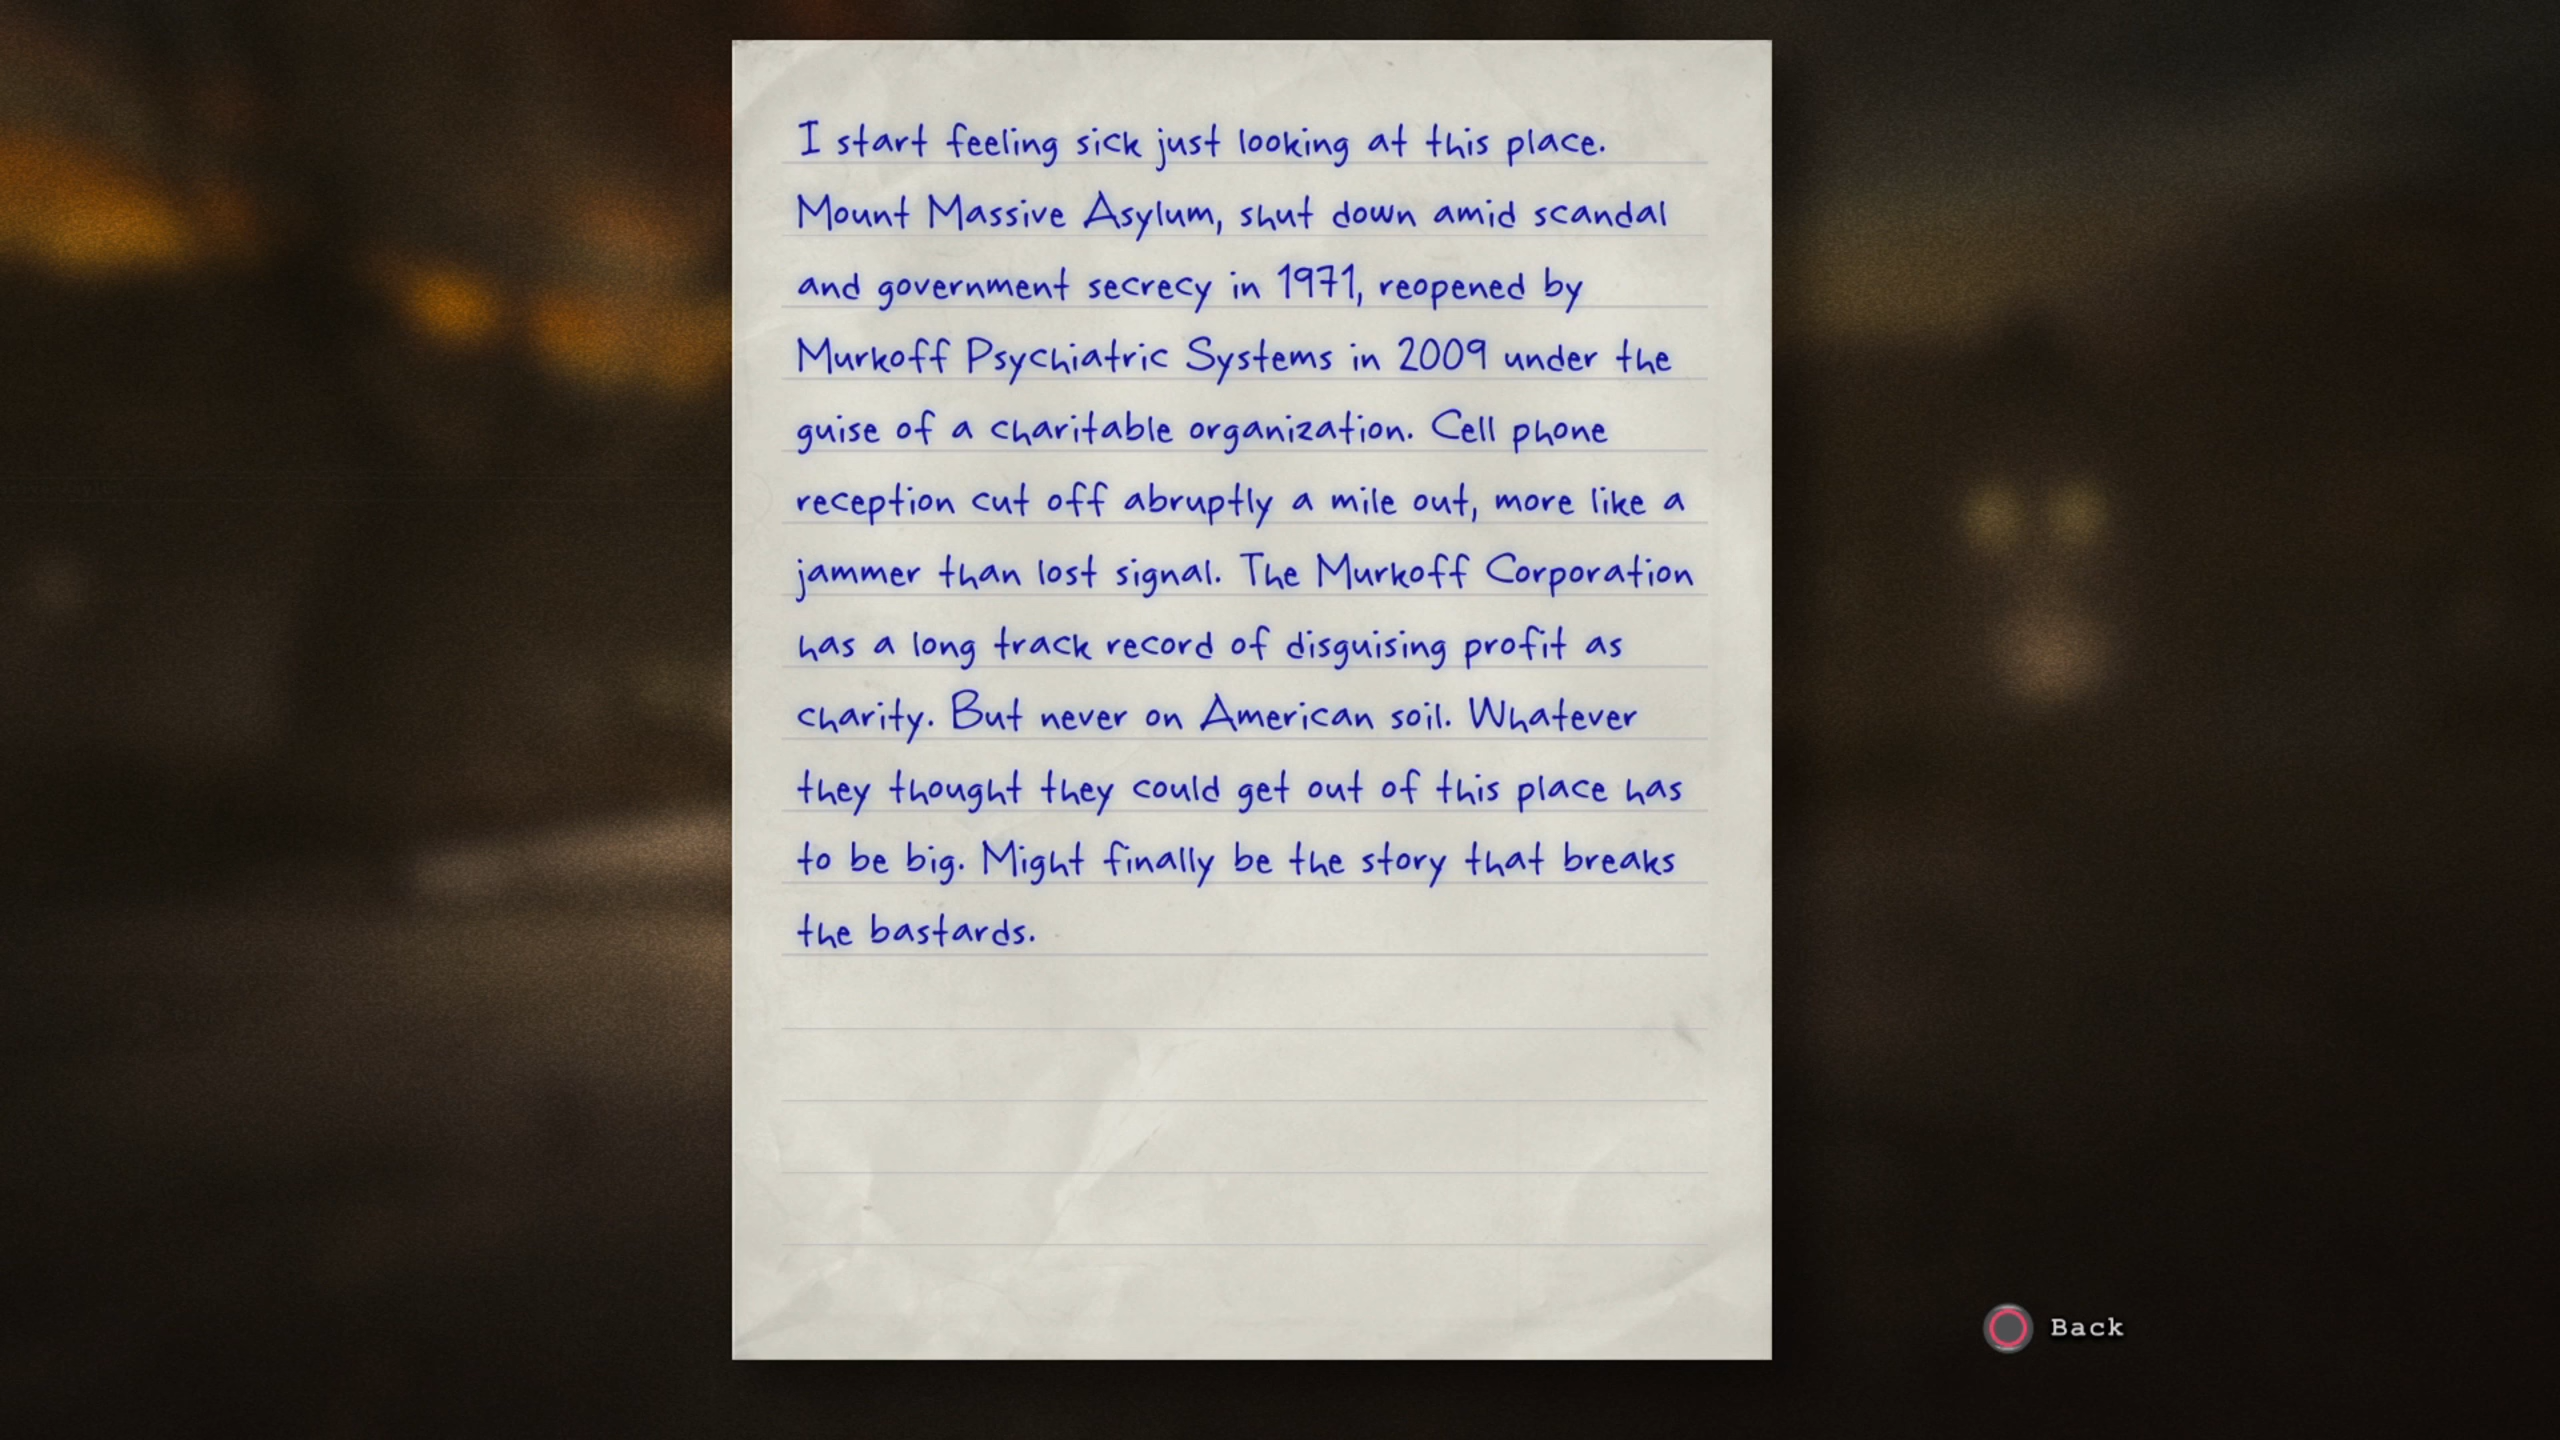 I start feeling sick just looking at this place.
Mount Massive Asylum, shut down amid scandal
and government secrecy in 1971, reopened by
Murkoff Psychiatric Systems in 2009 under the
guise of a charitable organization. Cell phone
reception cut off abruptly a mile out, more like a
jammer than lost signal. The Murkoff Corporation
has a long track record of disguising profit as
charity. But never on American soil. Whatever
they thought they could get out of this place has
to be big. Might finally be the story that breaks
the bastards.
Back